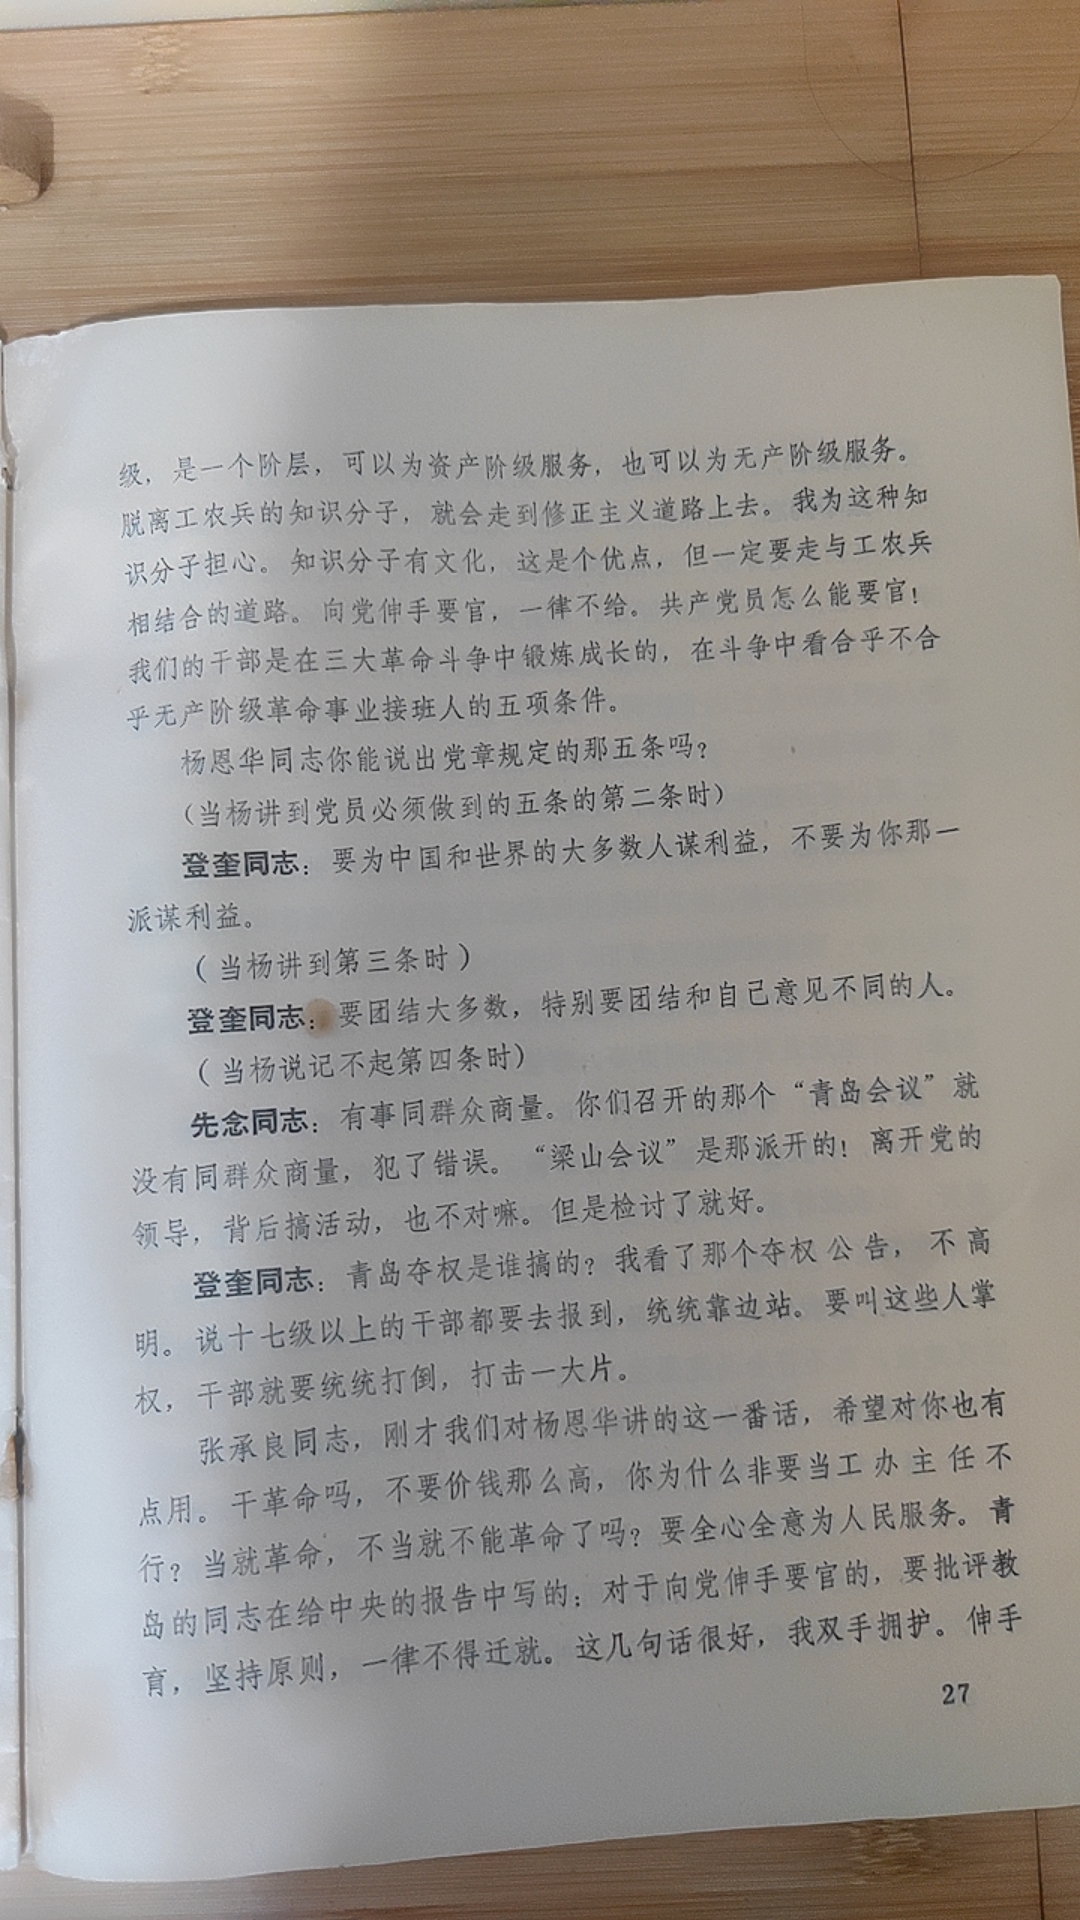 级，是一个阶层，可以为资产阶级服务，也可以为无产阶级服务。
脱离工农兵的知识分子，就会走到修正主义道路上去。我为这种知
识分子担心。知识分子有文化，这是个优点，但一定要走与工农兵
相结合的道路。向党伸手要官，一律不给。共产党员怎么能要官！
我们的干部是在三大革命斗争中锻炼成长的，在斗争中看合乎不合
乎无产阶级革命事业接班人的五项条件。
杨恩华同志你能说出党章规定的那五条吗？
（当杨讲到党员必须做到的五条的第二条时）
登奎同志：要为中国和世界的大多数人谋利益，不要为你那一
派谋利益。
（当杨讲到第三条时）
登奎同志：要团结大多数，特别要团结和自己意见不同的人。
（当杨说记不起第四条时）
先念同志：有事同群众商量。你们召开的那个“青岛会议”就
没有同群众商量，犯了错误。“梁山会议”是那派开的！离开党的
领导，背后搞活动，也不对嘛。但是检讨了就好。
登奎同志：青岛夺权是谁搞的？我看了那个夺权公告，不高
明。说十七级以上的干部都要去报到，统统靠边站。要叫这些人掌
权，干部就要统统打倒，打击一大片。
张承良同志，刚才我们对杨恩华讲的这一番话，希望对你也有
点用。干革命吗，不要价钱那么高，你为什么非要当工办主任不
行？当就革命，不当就不能革命了吗？要全心全意为人民服务。青
岛的同志在给中央的报告中写的：对于向党伸手要官的，要批评教
育，坚持原则，一律不得迁就。这几句话很好，我双手拥护。伸手
27